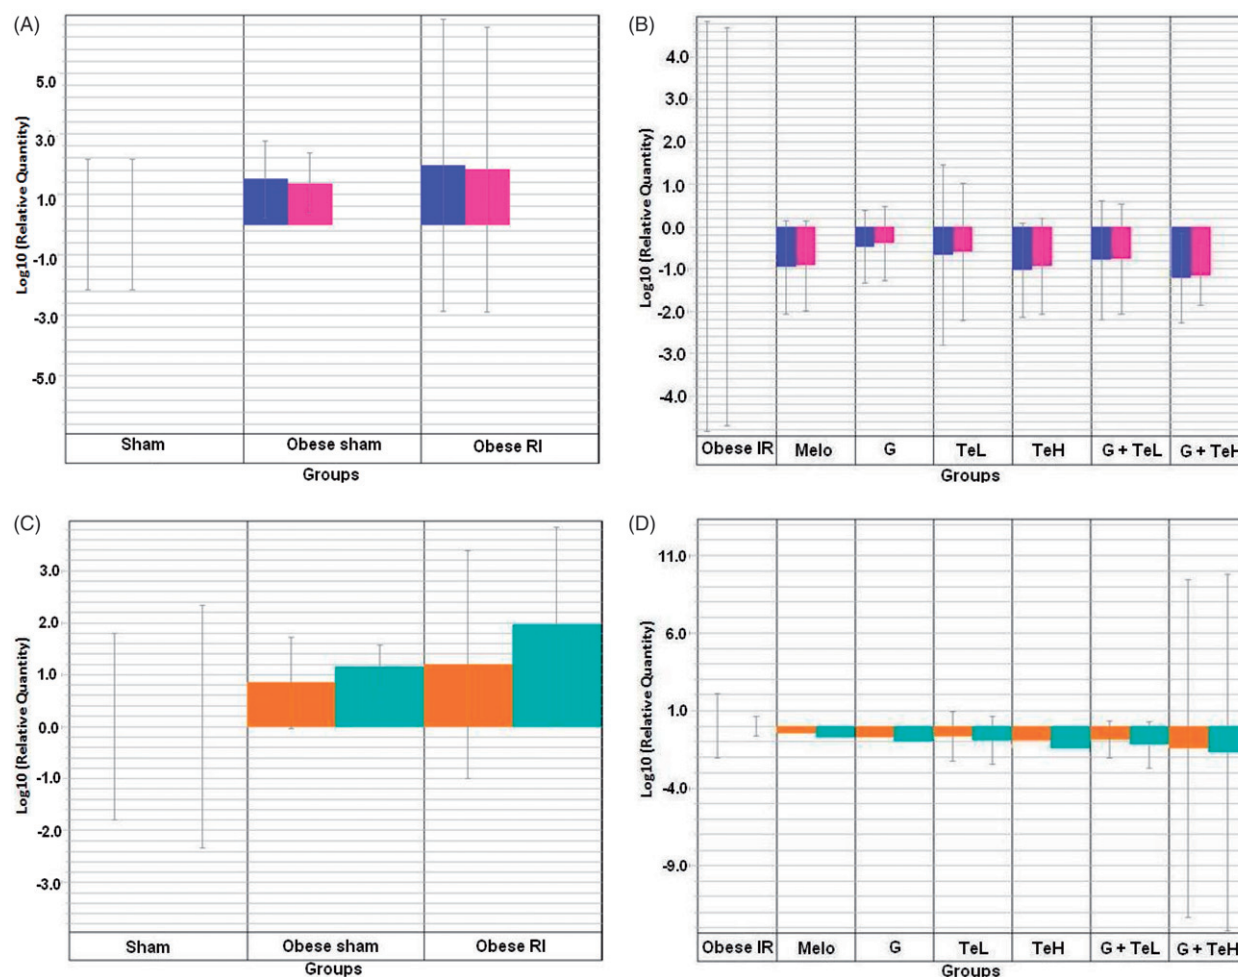 (A)
Log10 (Relative Quantity)
5.0
3.0
1.0
-1.0
-3.0
-5.0
Sham Obese sham Obese RI
Groups
(B)
Log10 (Relative Quantity)
4.0
3.0
2.0
1.0
0.0
-1.0
-2.0
-3.0
-4.0
Obese IR Melo G TeL TeH G + TeL G + TeH
Groups
(C)
Log10 (Relative Quantity)
3.0
2.0
1.0
0.0
-1.0
-2.0
-3.0
Sham Obese sham Obese RI
Groups
(D)
Log10 (Relative Quantity)
11.0
6.0
1.0
-4.0
-9.0
Obese IR Melo G TeL TeH G + TeL G + TeH
Groups